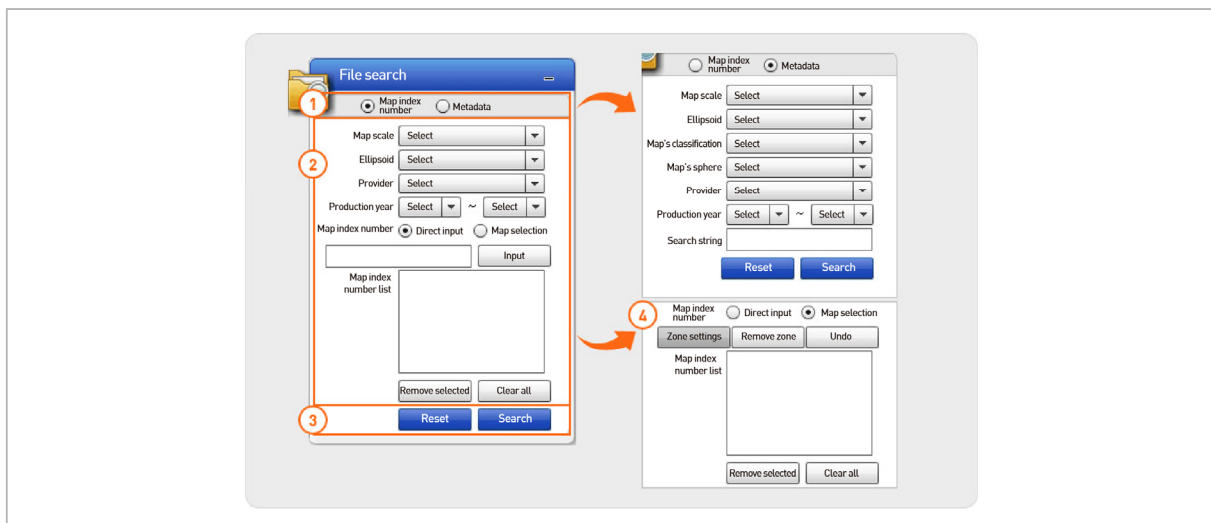 File search
1
Map index
number
Metadata
2
Map scale Select
Ellipsoid Select
Provider Select
Production year Select ~ Select
Map index number Direct input Map selection
Input
Map index
number list
Remove selected Clear all
3
Reset Search
Map index
number
Metadata
Map scale Select
Ellipsoid Select
Map's classification Select
Map's sphere Select
Provider Select
Production year Select ~ Select
Search string
Reset Search
4
Map index
number
Direct input Map selection
Zone settings Remove zone Undo
Map index
number list
Remove selected Clear all